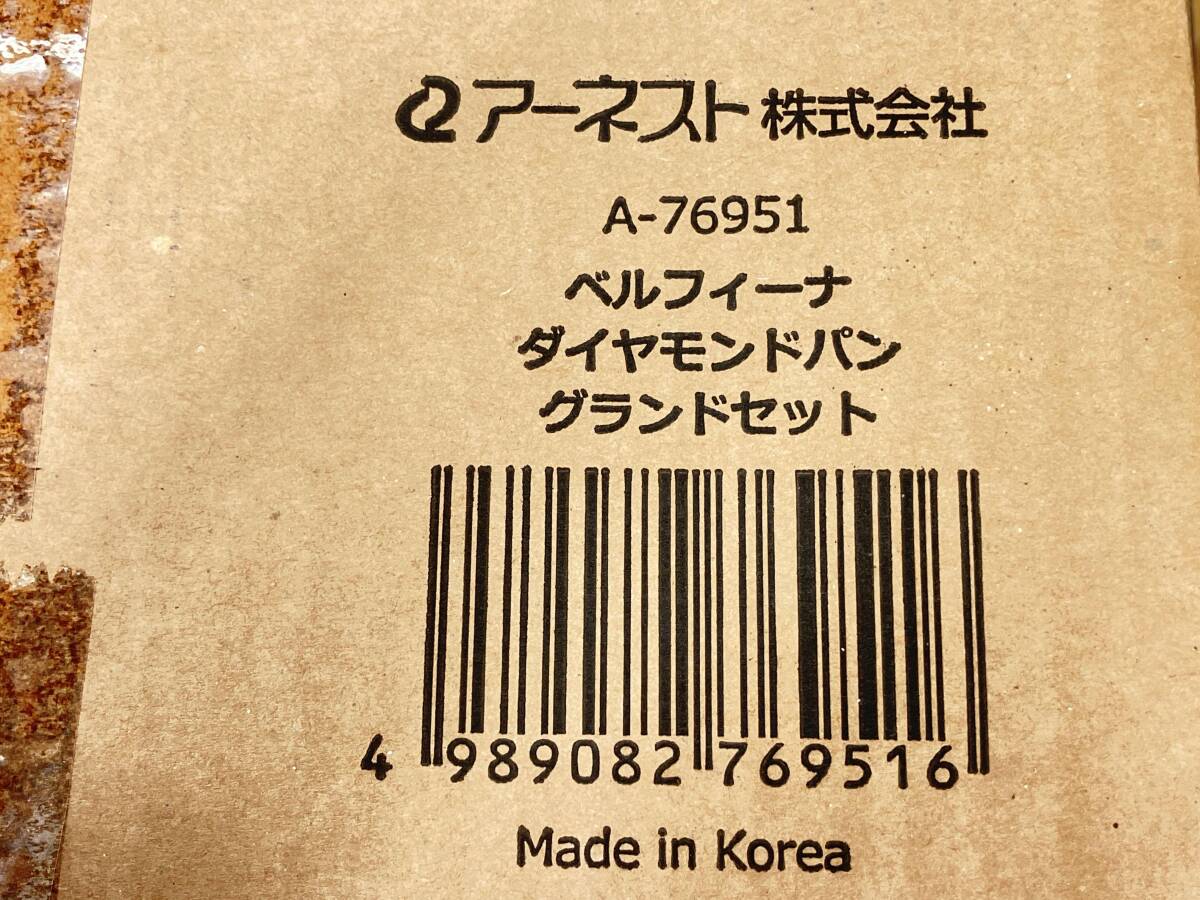 アーネスト株式会社
A-76951
ベルフィーナ
ダイヤモンドパン
グランドセット
4 989082 769516
Made in Korea